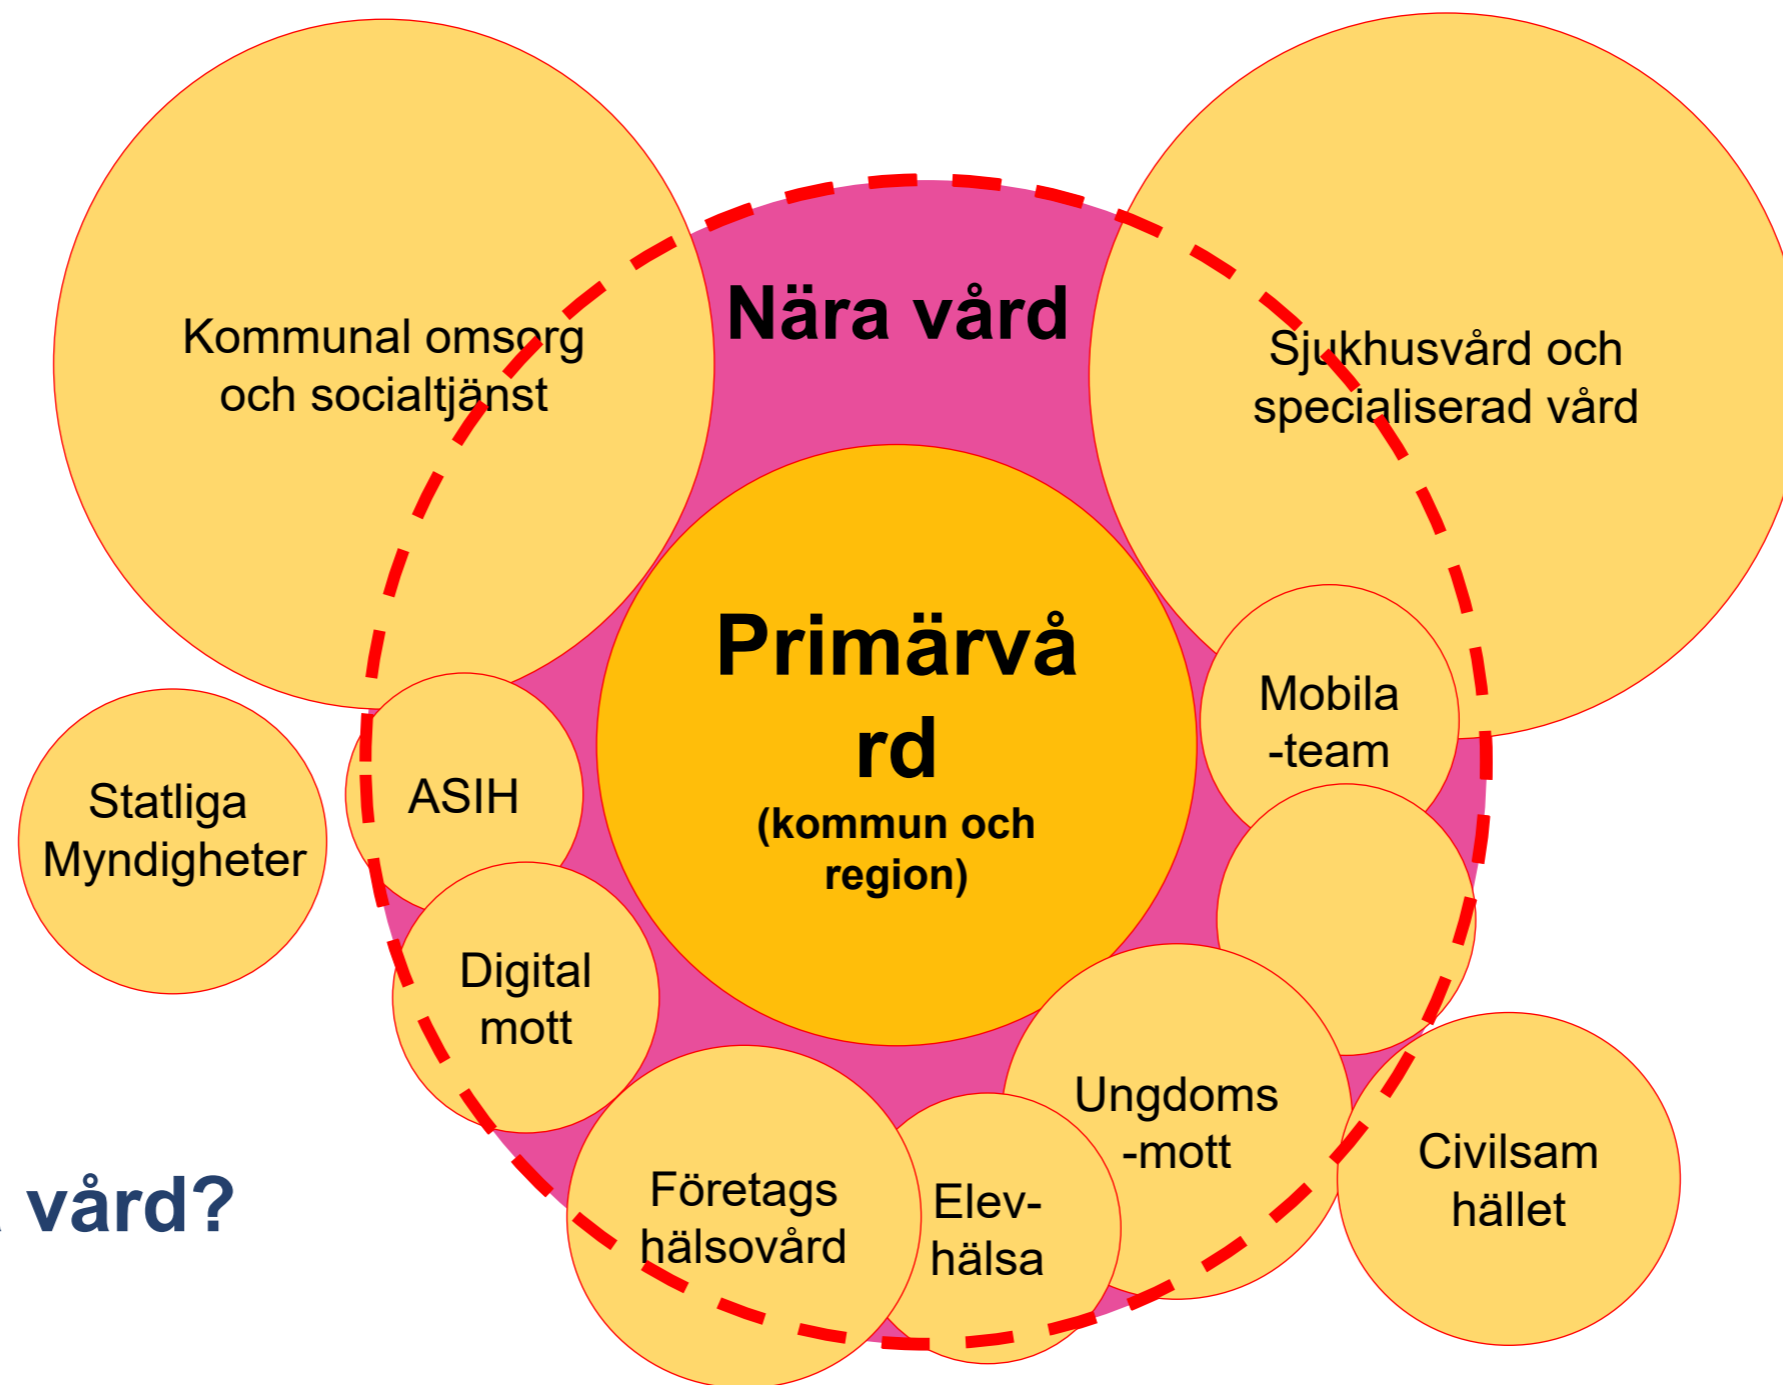 Nära vård
Kommunal omsorg
och socialtjänst
Sjukhusvård och
specialiserad vård
Primärvå
rd
(kommun och
region)
Mobila
-team
Statliga
Myndigheter
ASIH
Digital
mott
Ungdoms
-mott
Civilsam
hället
Företags
hälsovård
Elev-
hälsa
vård?